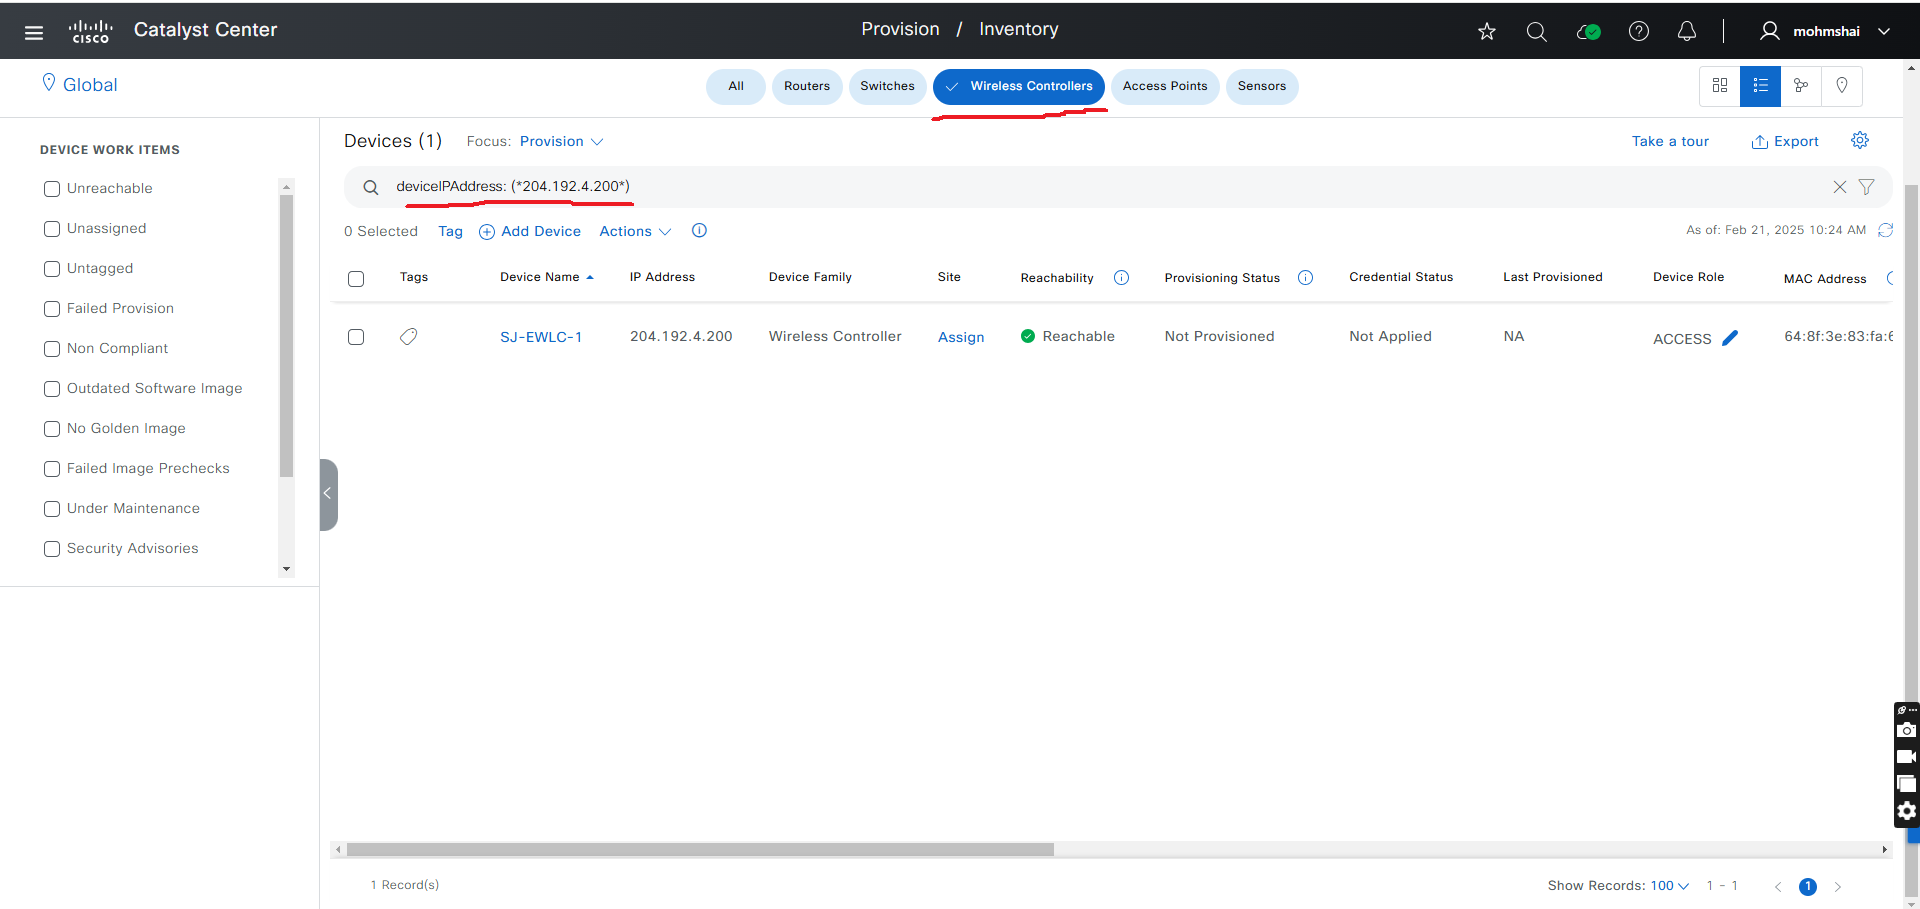 CISCO Catalyst Center Provision / Inventory mohmshai
Global All Routers Switches Wireless Controllers Access Points Sensors
DEVICE WORK ITEMS
Unreachable
Unassigned
Untagged
Failed Provision
Non Compliant
Outdated Software Image
No Golden Image
Failed Image Prechecks
Under Maintenance
Security Advisories
Devices (1) Focus: Provision Take a tour Export
deviceIPAddress: (*204.192.4.200*)
0 Selected Tag Add Device Actions As of: Feb 21, 2025 10:24 AM
Tags Device Name IP Address Device Family Site Reachability Provisioning Status Credential Status Last Provisioned Device Role MAC Address
SJ-EWLC-1 204.192.4.200 Wireless Controller Assign Reachable Not Provisioned Not Applied NA ACCESS 64:8f:3e:83:fa:6
1 Record(s) Show Records: 100 1 - 1 1